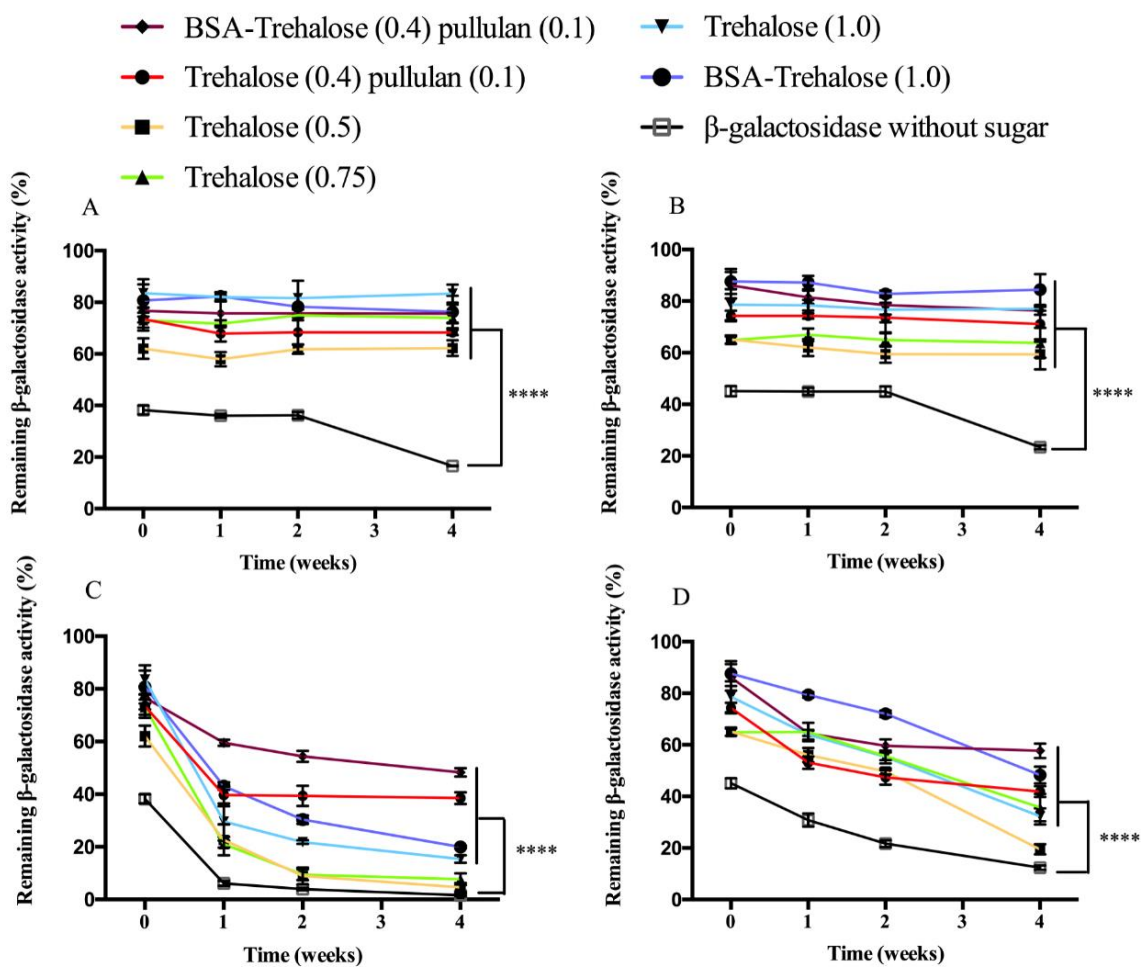 BSA-Trehalose (0.4) pullulan (0.1)
Trehalose (0.4) pullulan (0.1)
Trehalose (0.5)
Trehalose (0.75)
Trehalose (1.0)
BSA-Trehalose (1.0)
β-galactosidase without sugar
A
Remaining β-galactosidase activity (%)
100
80
60
40
20
0
0 1 2 3 4
Time (weeks)
****
B
Remaining β-galactosidase activity (%)
100
80
60
40
20
0
0 1 2 3 4
Time (weeks)
****
C
Remaining β-galactosidase activity (%)
100
80
60
40
20
0
0 1 2 3 4
Time (weeks)
****
D
Remaining β-galactosidase activity (%)
100
80
60
40
20
0
0 1 2 3 4
Time (weeks)
****